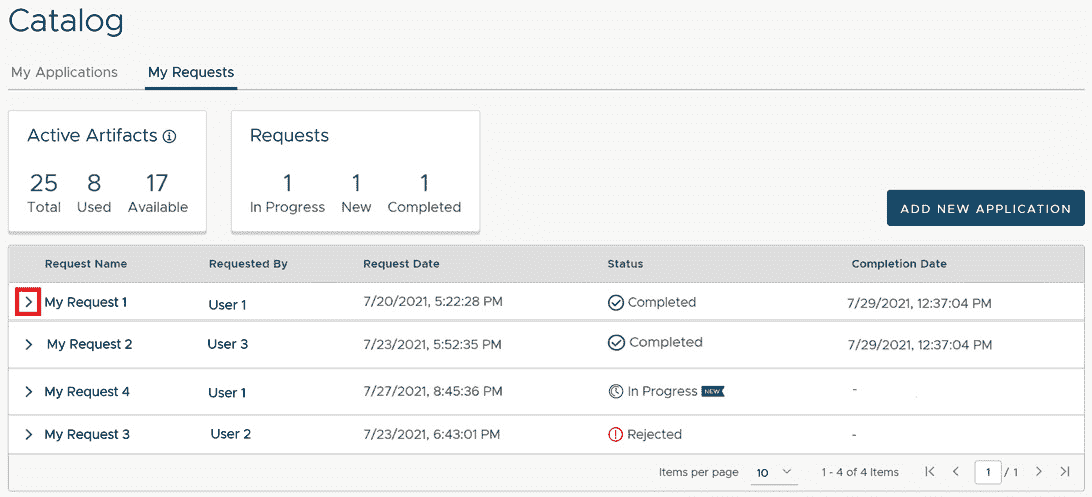 Catalog
My Applications My Requests
Active Artifacts
25 8 17
Total Used Available
Requests
1 1 1
In Progress New Completed
ADD NEW APPLICATION
Request Name Requested By Request Date Status Completion Date
My Request 1 User 1 7/20/2021, 5:22:28 PM Completed 7/29/2021, 12:37:04 PM
My Request 2 User 3 7/23/2021, 5:52:35 PM Completed 7/29/2021, 12:37:04 PM
My Request 4 User 1 7/27/2021, 8:45:36 PM In Progress NEW -
My Request 3 User 2 7/23/2021, 6:43:01 PM Rejected -
Items per page 10 1 - 4 of 4 Items 1 / 1